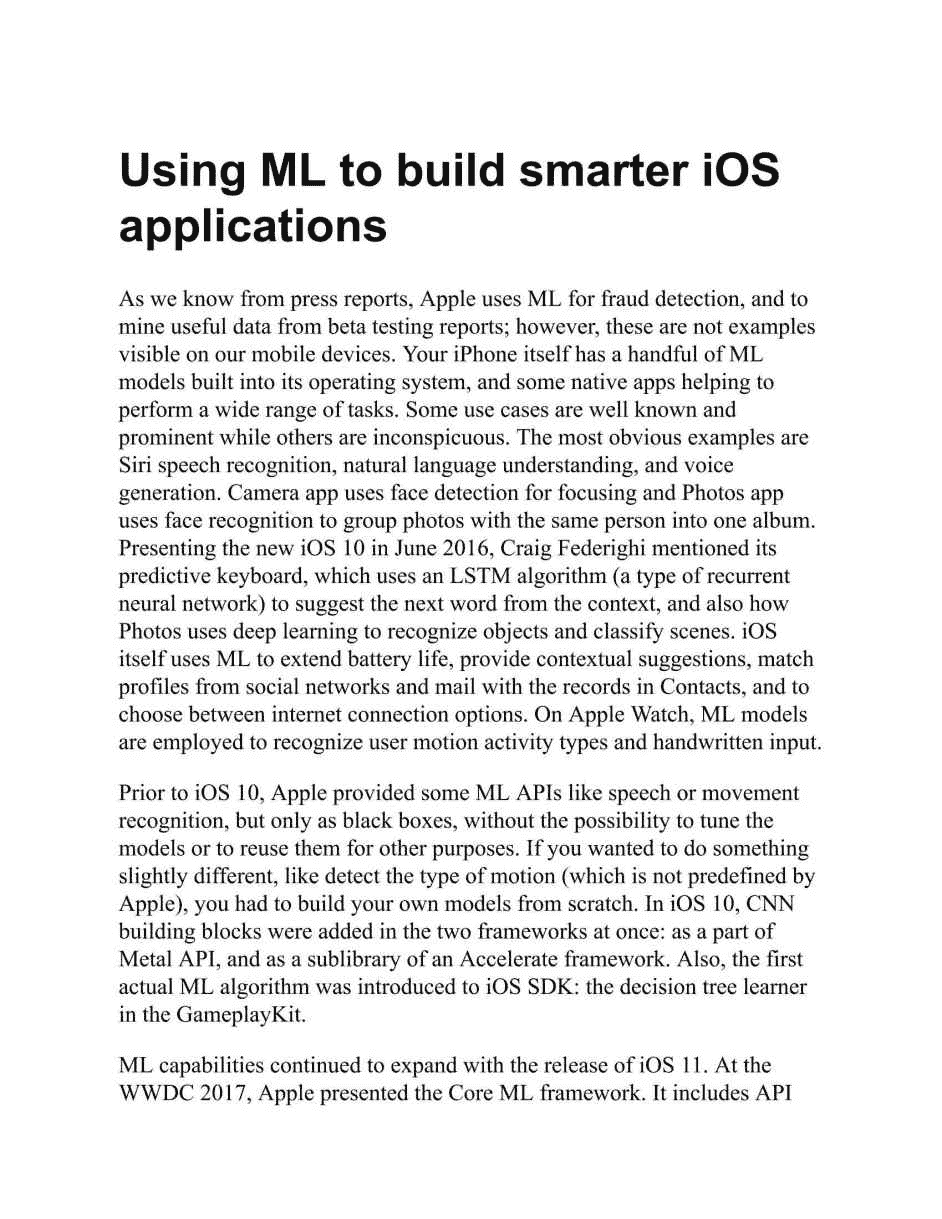 Using ML to build smarter iOS
applications
As we know from press reports, Apple uses ML for fraud detection, and to
mine useful data from beta testing reports; however, these are not examples
visible on our mobile devices. Your iPhone itself has a handful of ML
models built into its operating system, and some native apps helping to
perform a wide range of tasks. Some use cases are well known and
prominent while others are inconspicuous. The most obvious examples are
Siri speech recognition, natural language understanding, and voice
generation. Camera app uses face detection for focusing and Photos app
uses face recognition to group photos with the same person into one album.
Presenting the new iOS 10 in June 2016, Craig Federighi mentioned its
predictive keyboard, which uses an LSTM algorithm (a type of recurrent
neural network) to suggest the next word from the context, and also how
Photos uses deep learning to recognize objects and classify scenes. iOS
itself uses ML to extend battery life, provide contextual suggestions, match
profiles from social networks and mail with the records in Contacts, and to
choose between internet connection options. On Apple Watch, ML models
are employed to recognize user motion activity types and handwritten input.
Prior to iOS 10, Apple provided some ML APIs like speech or movement
recognition, but only as black boxes, without the possibility to tune the
models or to reuse them for other purposes. If you wanted to do something
slightly different, like detect the type of motion (which is not predefined by
Apple), you had to build your own models from scratch. In iOS 10, CNN
building blocks were added in the two frameworks at once: as a part of
Metal API, and as a sublibrary of an Accelerate framework. Also, the first
actual ML algorithm was introduced to iOS SDK: the decision tree learner
in the GameplayKit.
ML capabilities continued to expand with the release of iOS 11. At the
WWDC 2017, Apple presented the Core ML framework. It includes API